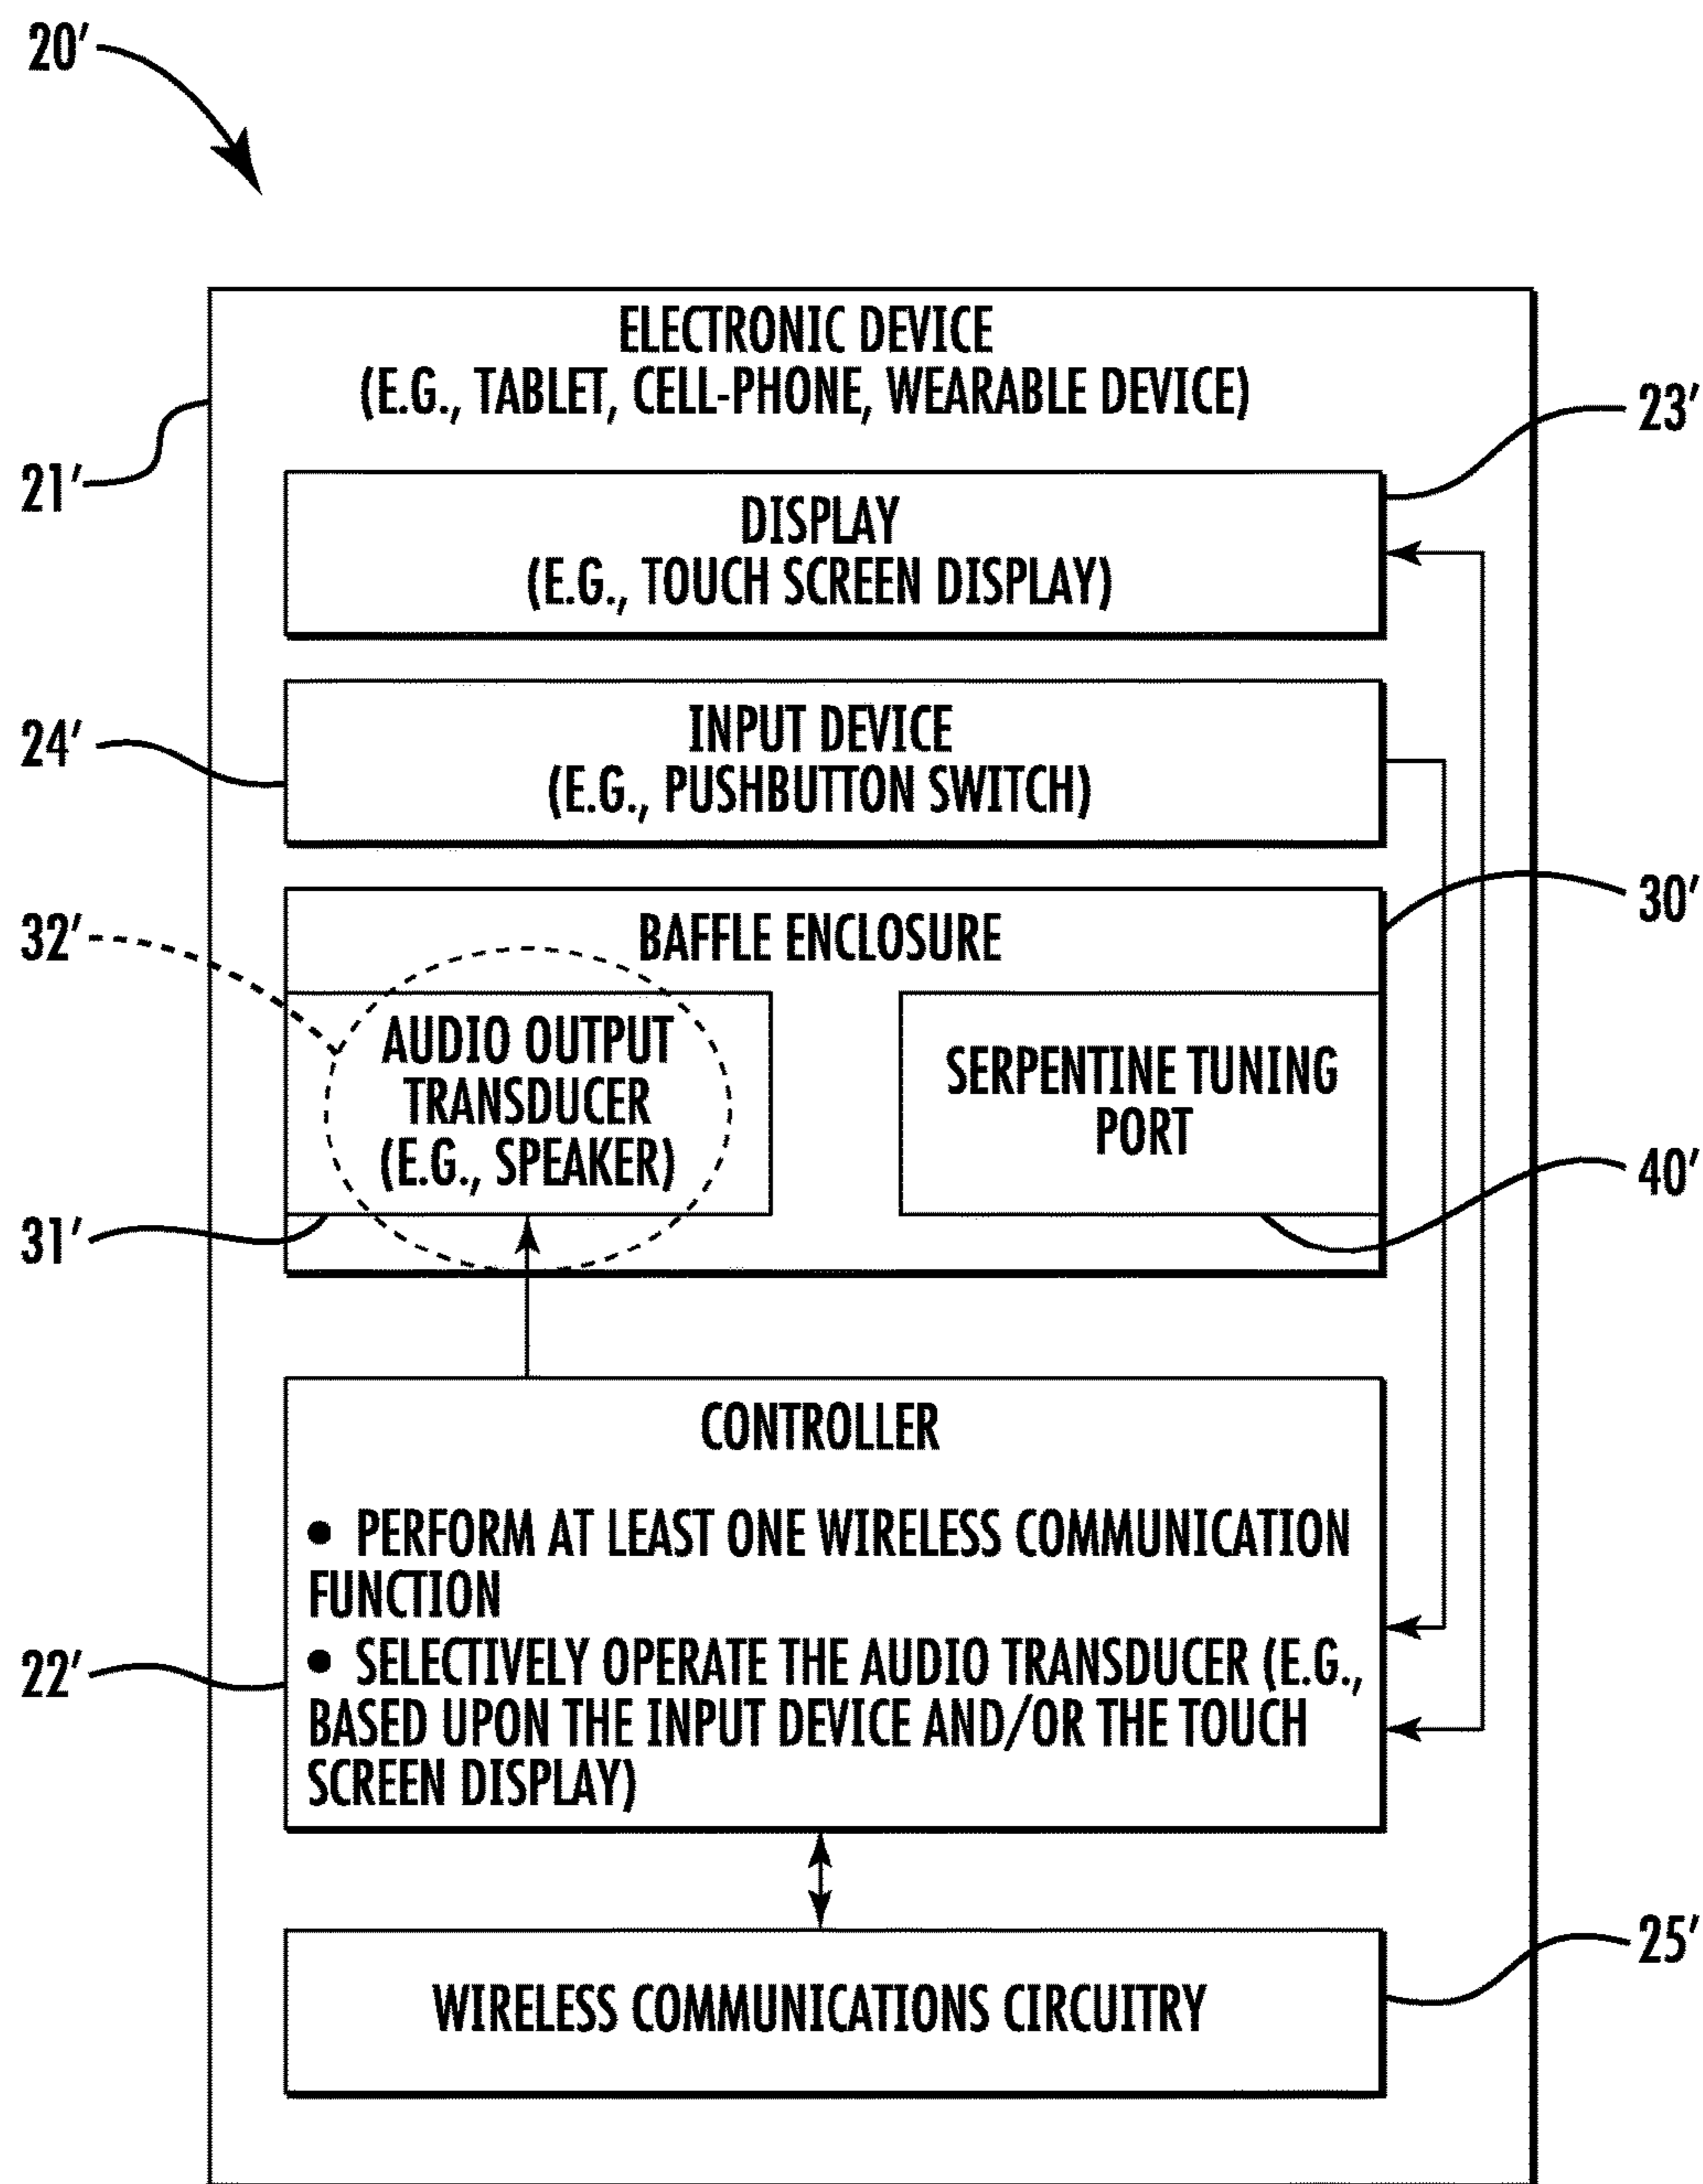 20'
ELECTRONIC DEVICE
(E.G., TABLET, CELL-PHONE, WEARABLE DEVICE)
23'
21'
DISPLAY
(E.G., TOUCH SCREEN DISPLAY)
24'
INPUT DEVICE
(E.G., PUSHBUTTON SWITCH)
30'
32'
BAFFLE ENCLOSURE
AUDIO OUTPUT
TRANSDUCER
(E.G., SPEAKER)
SERPENTINE TUNING
PORT
40'
31'
CONTROLLER
• PERFORM AT LEAST ONE WIRELESS COMMUNICATION
FUNCTION
• SELECTIVELY OPERATE THE AUDIO TRANSDUCER (E.G.,
BASED UPON THE INPUT DEVICE AND/OR THE TOUCH
SCREEN DISPLAY)
22'
25'
WIRELESS COMMUNICATIONS CIRCUITRY